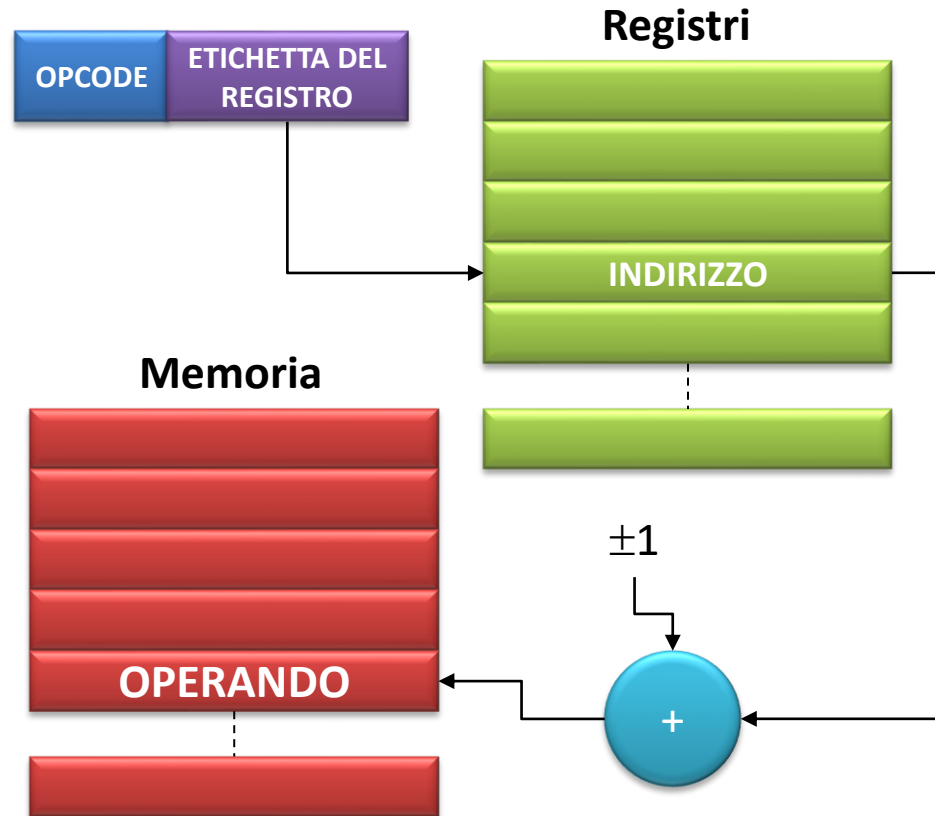 Registri
OPCODE
ETICHETTA DEL
REGISTRO
INDIRIZZO
Memoria
±1
OPERANDO
+